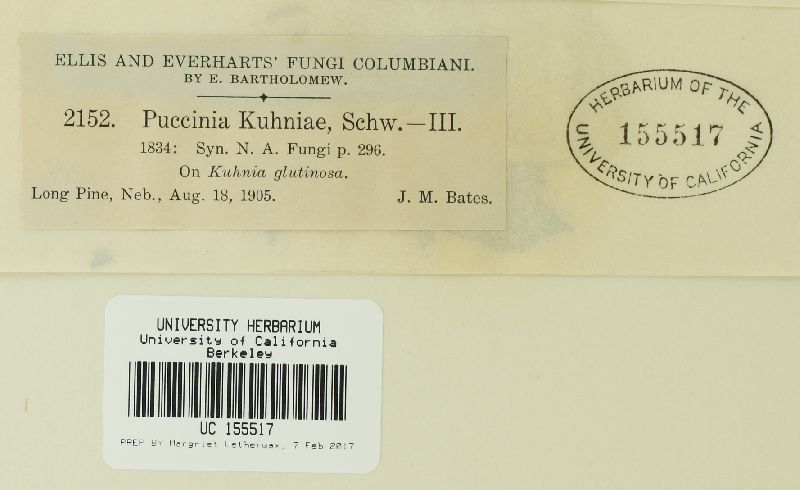 ELLIS AND EVERHARTS' FUNGI COLUMBIANI.
BY E. BARTHOLOMEW.
2152. Puccinia Kuhniae, Schw.—III.
1834: Syn. N. A. Fungi p. 296.
On Kuhnia glutinosa.
Long Pine, Neb., Aug. 18, 1905. J. M. Bates.
HERBARIUM OF THE
155517
UNIVERSITY OF CALIFORNIA
UNIVERSITY HERBARIUM
University of California
Berkeley
UC 155517
PREP BY Margriet Wetherwax, 7 Feb 2017